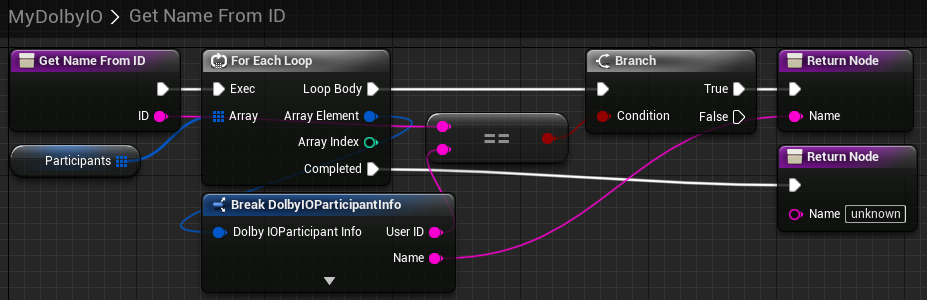 MyDolbyIO > Get Name From ID
Get Name From ID
ID
Participants
For Each Loop
Exec Loop Body
Array Array Element
Array Index
Completed
Break DolbyIOParticipantInfo
Dolby IOParticipant Info User ID
Name
==
Branch
True
Condition False
Return Node
Name
Return Node
Name unknown